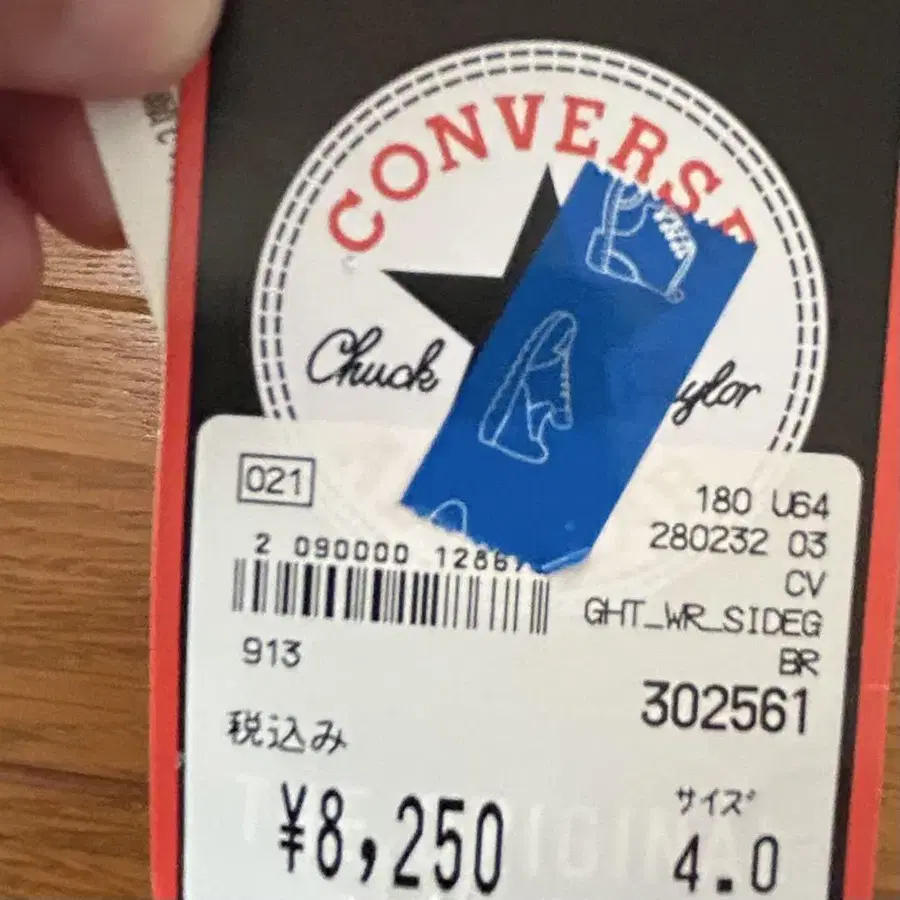 CONVERSE
Chuck
ylor
021
2 090000 1286
180 U64
280232 03
CV
GHT_WR_SIDEG
BR
913
302561
税込み
¥8,250
サイズ
4.0